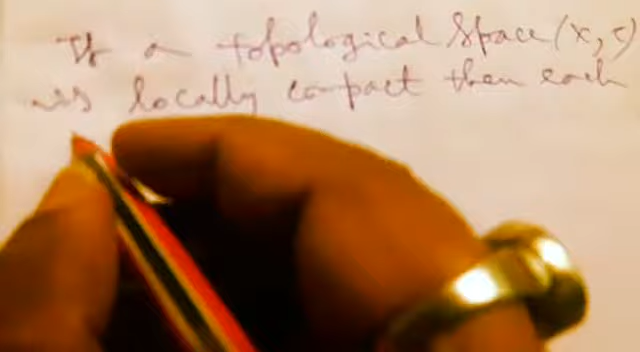 If a topological Space (X, τ)
is locally compact then each